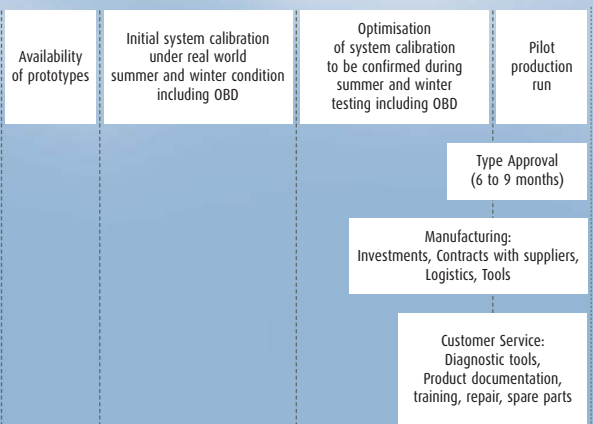 Availability
of prototypes
Initial system calibration
under real world
summer and winter condition
including OBD
Optimisation
of system calibration
to be confirmed during
summer and winter
testing including OBD
Pilot
production
run
Type Approval
(6 to 9 months)
Manufacturing:
Investments, Contracts with suppliers,
Logistics, Tools
Customer Service:
Diagnostic tools,
Product documentation,
training, repair, spare parts